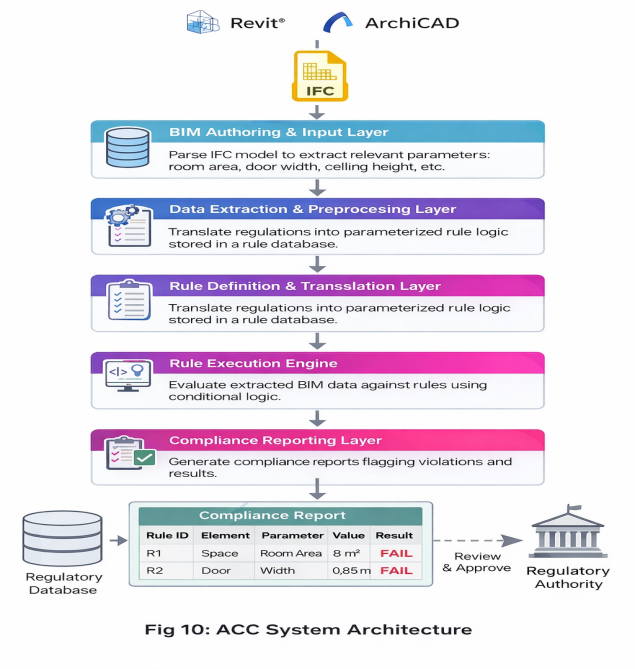 Revit® ArchiCAD
IFC
BIM Authoring & Input Layer
Parse IFC model to extract relevant parameters:
room area, door width, celling height, etc.
Data Extraction & Preprocesing Layer
Translate regulations into parameterized rule logic
stored in a rule database.
Rule Definition & Transslation Layer
Translate regulations into parameterized rule logic
stored in a rule database.
</>
Rule Execution Engine
Evaluate extracted BIM data against rules using
conditional logic.
Compliance Reporting Layer
Generate compliance reports flagging violations and
results.
Compliance Report
Rule ID Element Parameter Value Result
R1 Space Room Area 8 m² FAIL
R2 Door Width 0,85 m FAIL
Regulatory
Database
Review
& Approve
Regulatory
Authority
Fig 10: ACC System Architecture